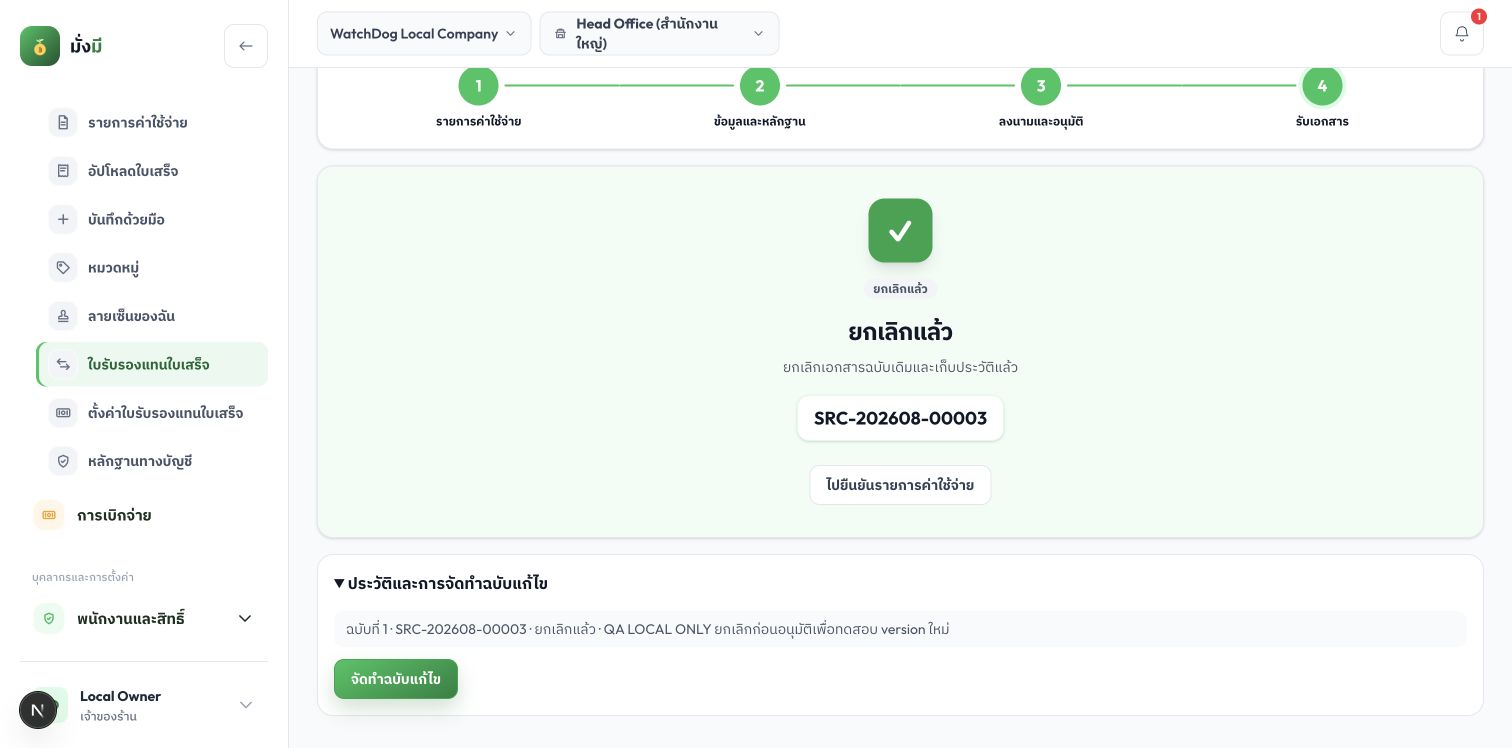 มั่งมี
WatchDog Local Company
Head Office (สำนักงาน
ใหญ่)
1
1
2
3
4
รายการค่าใช้จ่าย
ข้อมูลและหลักฐาน
ลงนามและอนุมัติ
รับเอกสาร
รายการค่าใช้จ่าย
อัปโหลดใบเสร็จ
บันทึกด้วยมือ
หมวดหมู่
ลายเซ็นของฉัน
ใบรับรองแทนใบเสร็จ
ตั้งค่าใบรับรองแทนใบเสร็จ
หลักฐานทางบัญชี
การเบิกจ่าย
บุคลากรและการตั้งค่า
พนักงานและสิทธิ์
N
Local Owner
เจ้าของร้าน
ยกเลิกแล้ว
ยกเลิกแล้ว
ยกเลิกเอกสารฉบับเดิมและเก็บประวัติแล้ว
SRC-202608-00003
ไปยืนยันรายการค่าใช้จ่าย
▼ ประวัติและการจัดทำฉบับแก้ไข
ฉบับที่ 1 · SRC-202608-00003 · ยกเลิกแล้ว · QA LOCAL ONLY ยกเลิกก่อนอนุมัติเพื่อทดสอบ version ใหม่
จัดทำฉบับแก้ไข